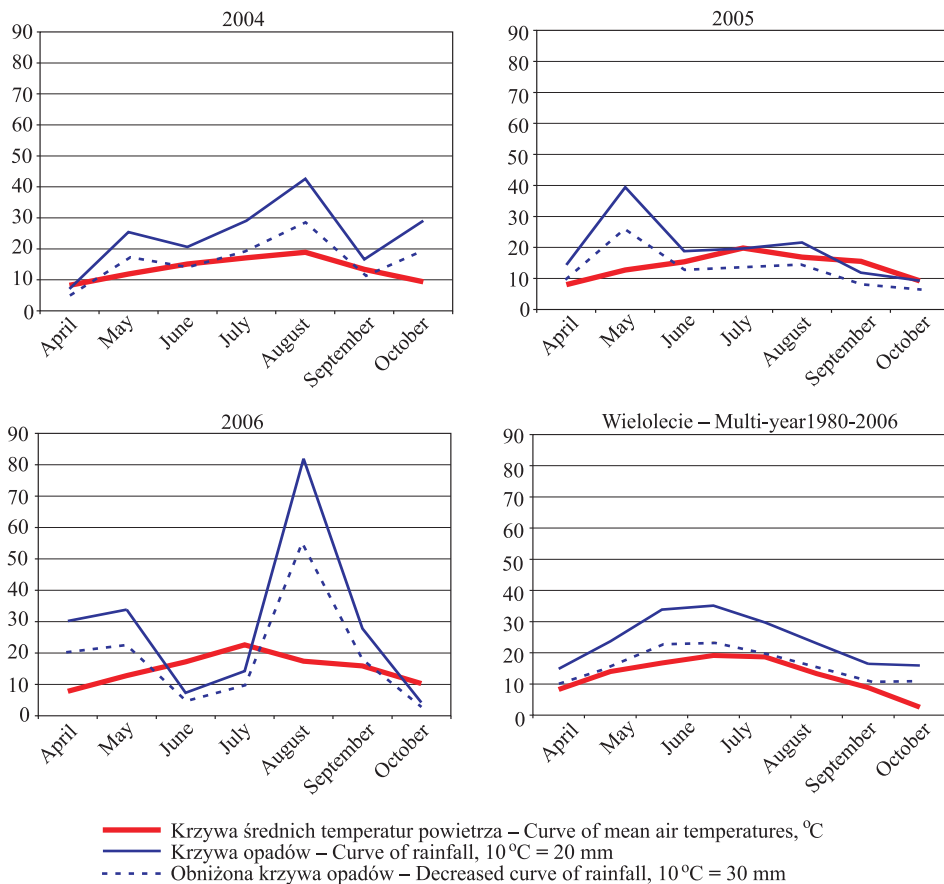 2004
90
80
70
60
50
40
30
20
10
0
April
May
June
July
August
September
October
2005
90
80
70
60
50
40
30
20
10
0
April
May
June
July
August
September
October
2006
90
80
70
60
50
40
30
20
10
0
April
May
June
July
August
September
October
Wielolecie – Multi-year1980-2006
90
80
70
60
50
40
30
20
10
0
April
May
June
July
August
September
October
Krzywa średnich temperatur powietrza – Curve of mean air temperatures, °C
Krzywa opadów – Curve of rainfall, 10 °C = 20 mm
Obniżona krzywa opadów – Decreased curve of rainfall, 10 °C = 30 mm